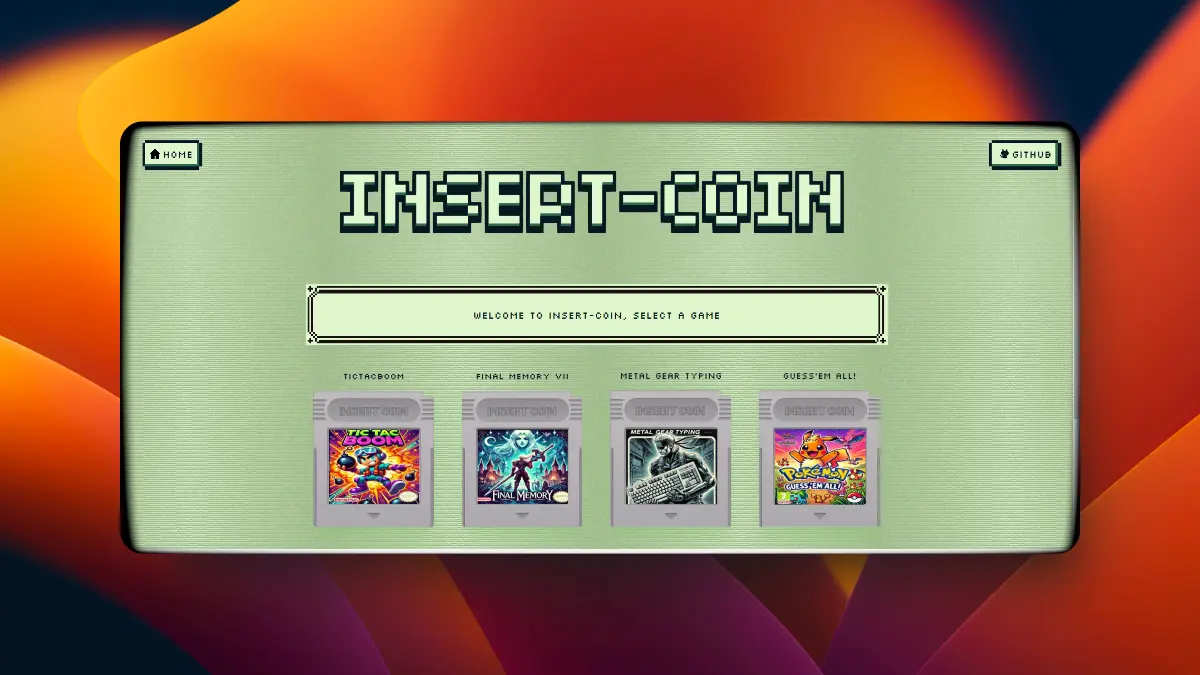 HOME
GITHUB
INSERT-COIN
WELCOME TO INSERT-COIN, SELECT A GAME
TICTACBOOM
FINAL MEMORY VII
METAL GEAR TYPING
GUESS'EM ALL!
INSERT COIN
INSERT COIN
INSERT COIN
INSERT COIN
TIC TAC
BOOM
FINAL MEMORY
METAL GEAR TYPING
POKéMON
GUESS'EM ALL!